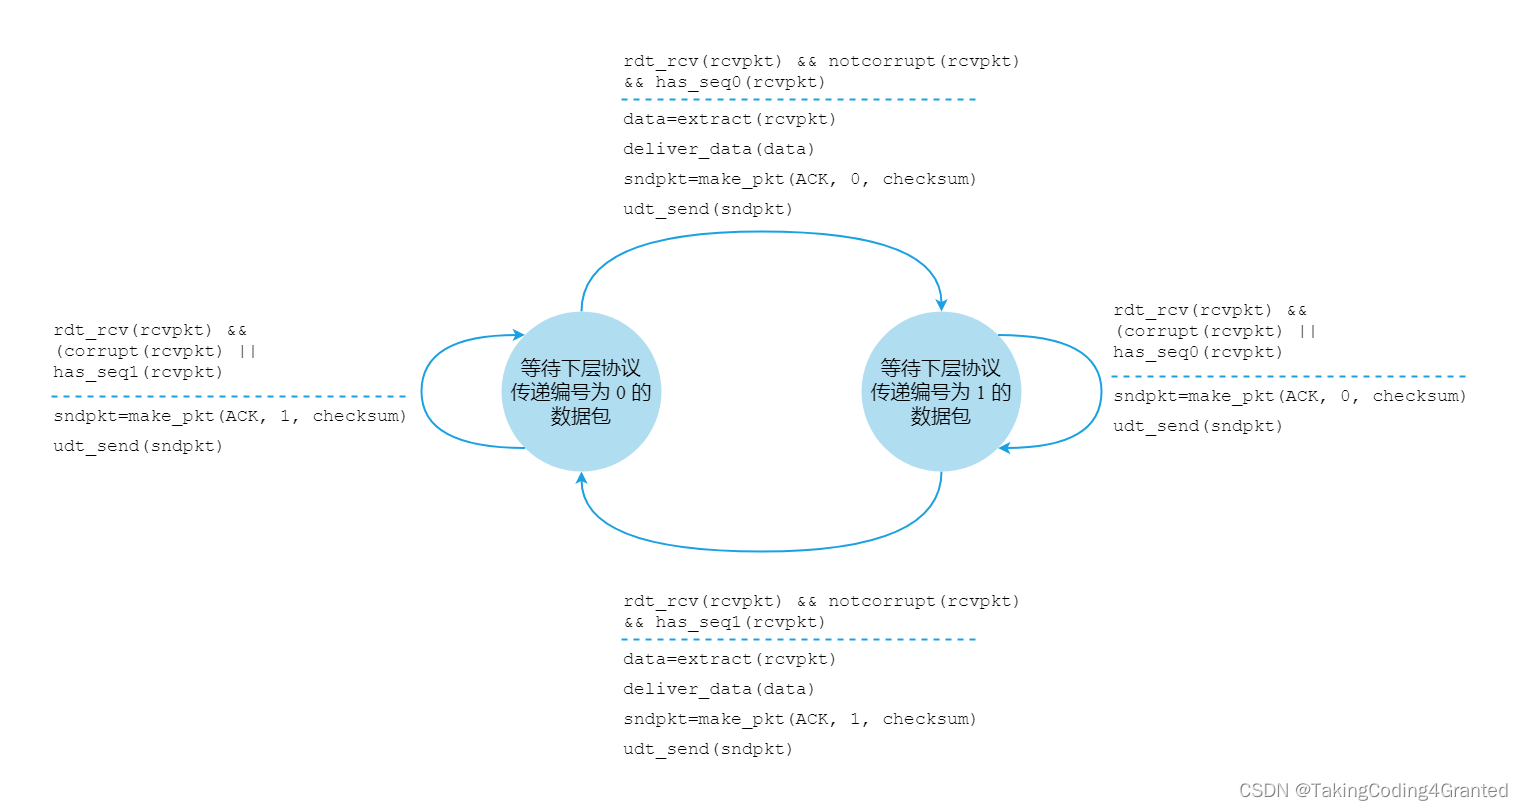 rdt_rcv(rcvpkt) && notcorrupt(rcvpkt)
&& has_seq0(rcvpkt)
data=extract(rcvpkt)
deliver_data(data)
sndpkt=make_pkt(ACK, 0, checksum)
udt_send(sndpkt)
rdt_rcv(rcvpkt) &&
(corrupt(rcvpkt) ||
has_seq1(rcvpkt)
sndpkt=make_pkt(ACK, 1, checksum)
udt_send(sndpkt)
等待下层协议
传递编号为 0 的
数据包
等待下层协议
传递编号为 1 的
数据包
rdt_rcv(rcvpkt) &&
(corrupt(rcvpkt) ||
has_seq0(rcvpkt)
sndpkt=make_pkt(ACK, 0, checksum)
udt_send(sndpkt)
rdt_rcv(rcvpkt) && notcorrupt(rcvpkt)
&& has_seq1(rcvpkt)
data=extract(rcvpkt)
deliver_data(data)
sndpkt=make_pkt(ACK, 1, checksum)
udt_send(sndpkt)
CSDN @TakingCoding4Granted